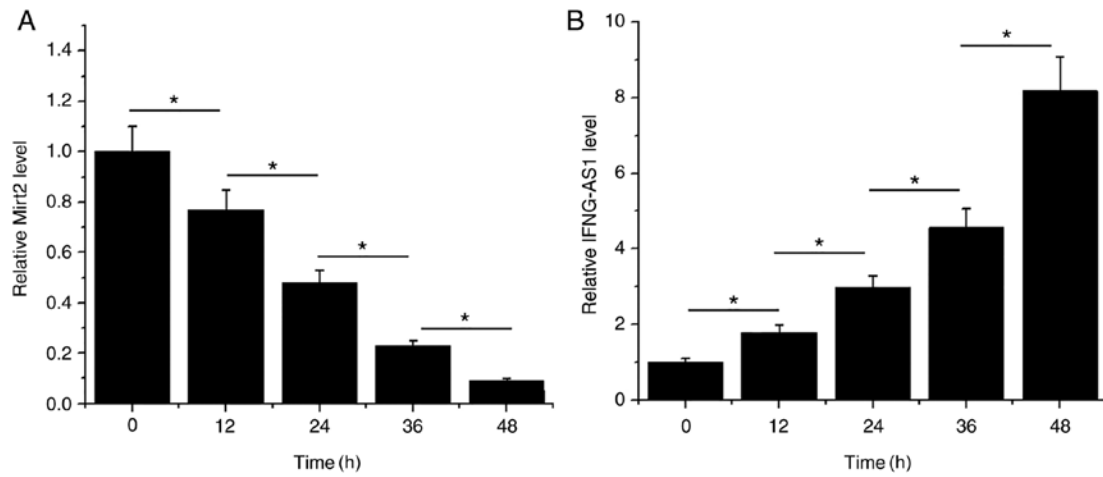 A
Relative Mirt2 level
1.4
1.2
1.0
0.8
0.6
0.4
0.2
0.0
*
*
*
*
0 12 24 36 48
Time (h)
B
Relative IFNG-AS1 level
10
8
6
4
2
0
*
*
*
*
0 12 24 36 48
Time (h)